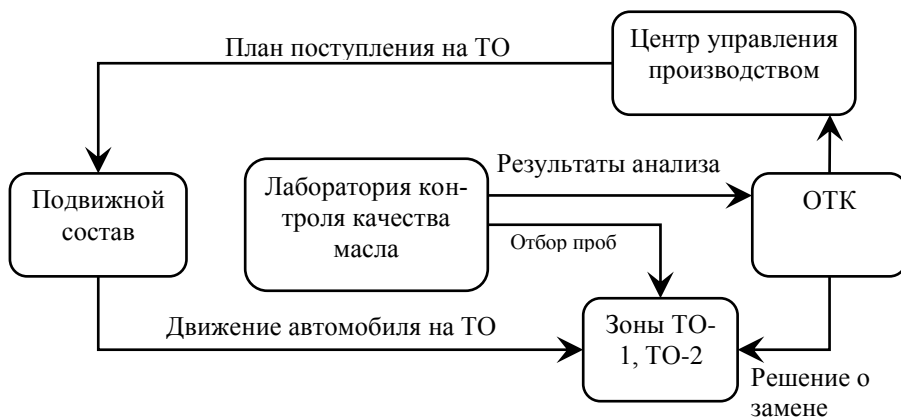 План поступления на ТО
Центр управления
производством
Результаты анализа
Подвижной
состав
Лаборатория кон-
троля качества
масла
ОТК
Отбор проб
Движение автомобиля на ТО
Зоны ТО-
1, ТО-2
Решение о
замене